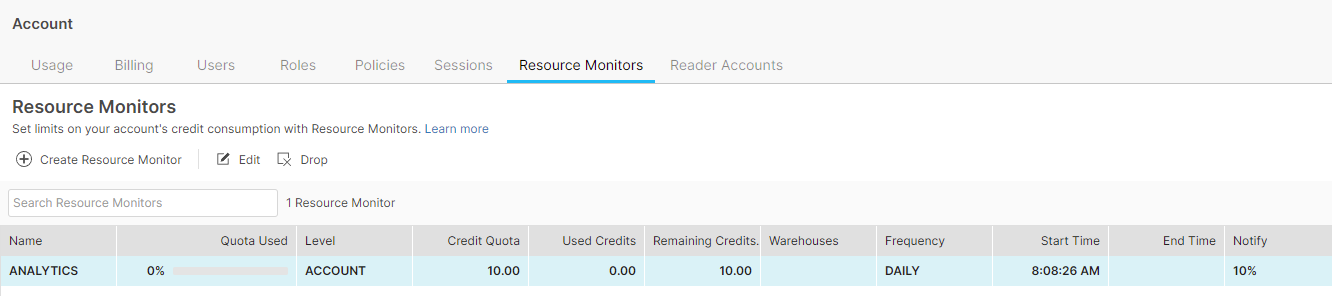 Account
Usage Billing Users Roles Policies Sessions Resource Monitors Reader Accounts
Resource Monitors
Set limits on your account's credit consumption with Resource Monitors. Learn more
Create Resource Monitor Edit Drop
Search Resource Monitors 1 Resource Monitor
Name Quota Used Level Credit Quota Used Credits Remaining Credits. Warehouses Frequency Start Time End Time Notify
ANALYTICS 0% ACCOUNT 10.00 0.00 10.00 DAILY 8:08:26 AM 10%